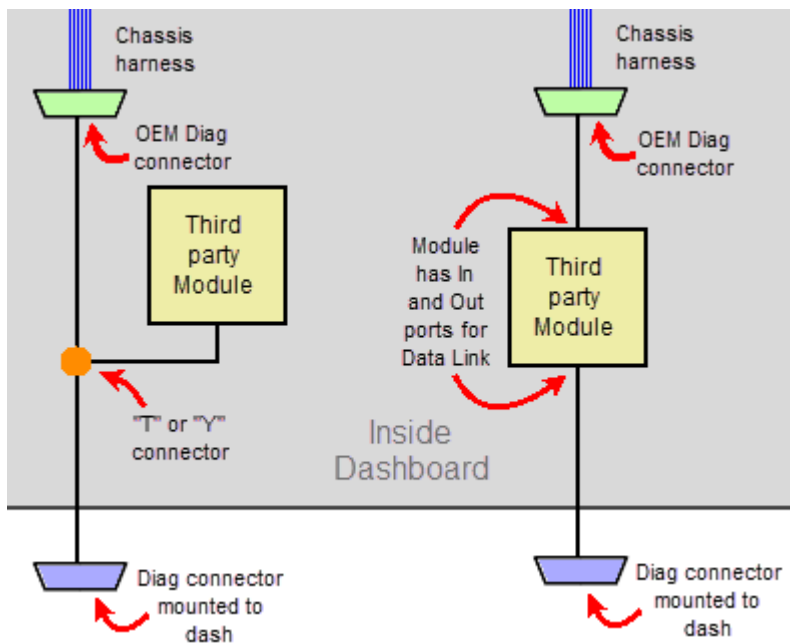 Chassis
harness
OEM Diag
connector
Third
party
Module
"T" or "Y"
connector
Diag connector
mounted to
dash
Chassis
harness
OEM Diag
connector
Module
has In
and Out
ports for
Data Link
Third
party
Module
Inside
Dashboard
Diag connector
mounted to
dash